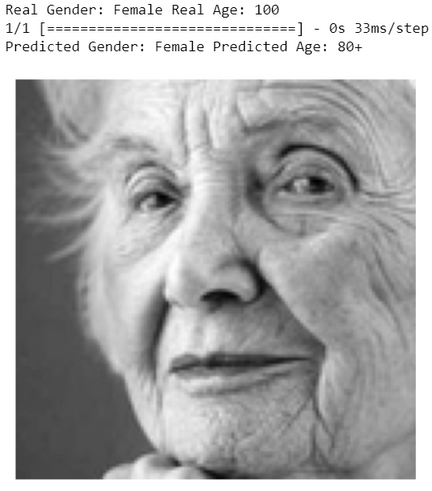 Real Gender: Female Real Age: 100
1/1 [==============================] - 0s 33ms/step
Predicted Gender: Female Predicted Age: 80+